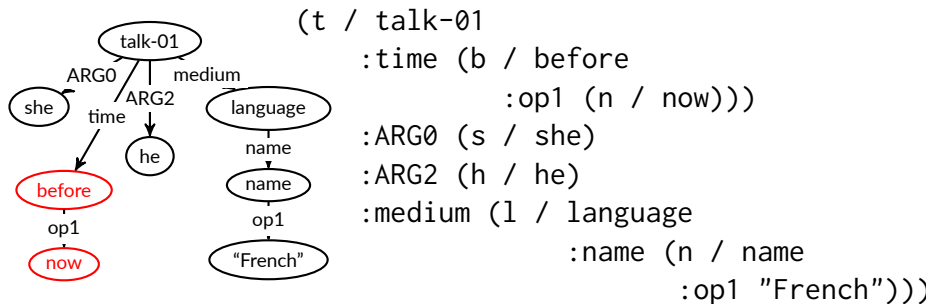 talk-01
ARG0
medium
she
time
ARG2
language
he
name
before
name
op1
op1
now
“French”
(t / talk-01
:time (b / before
:op1 (n / now)))
:ARG0 (s / she)
:ARG2 (h / he)
:medium (l / language
:name (n / name
:op1 "French")))